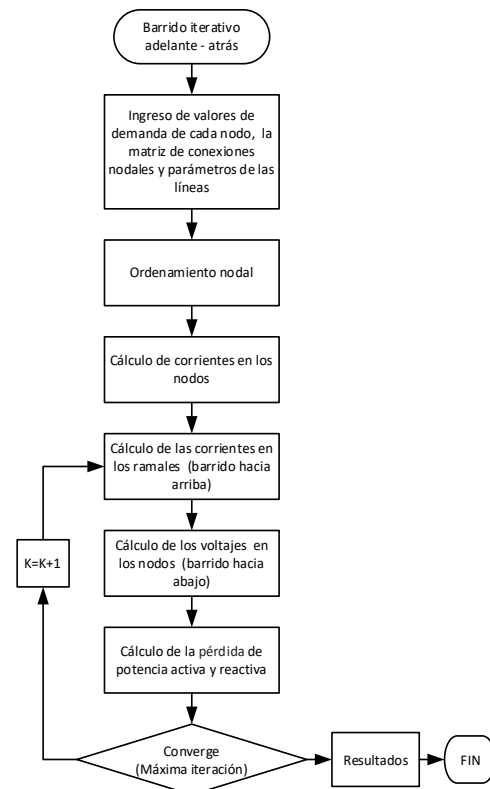 Barrido iterativo
adelante - atrás
Ingreso de valores de
demanda de cada nodo, la
matriz de conexiones
nodales y parámetros de las
líneas
Ordenamiento nodal
Cálculo de corrientes en los
nodos
Cálculo de las corrientes en
los ramales (barrido hacia
arriba)
K=K+1
Cálculo de los voltajes en
los nodos (barrido hacia
abajo)
Cálculo de la pérdida de
potencia activa y reactiva
Converge
(Máxima iteración)
Resultados
FIN